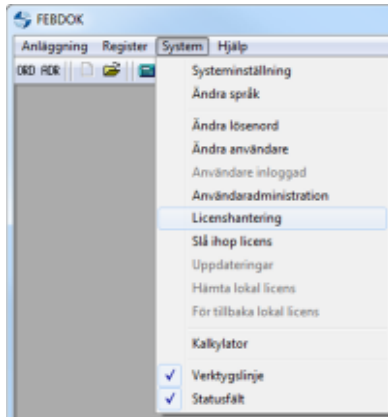 FEBDOK
Anläggning Register System Hjälp
ORD ADR
Systeminställning
Ändra språk
Ändra lösenord
Ändra användare
Användare inloggad
Användaradministration
Licenshantering
Slå ihop licens
Uppdateringar
Hämta lokal licens
För tillbaka lokal licens
Kalkylator
Verktygslinje
Statusfält